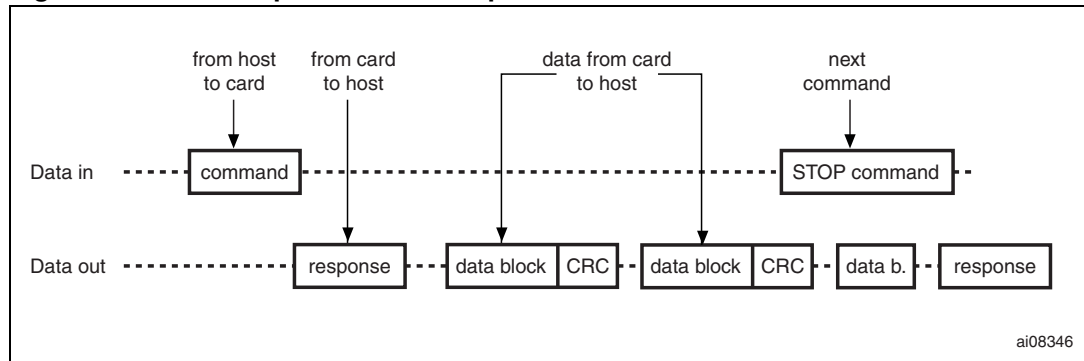 from host
to card
from card
to host
data from card
to host
next
command
Data in
command
STOP command
Data out
response
data block
CRC
data block
CRC
data b.
response
ai08346